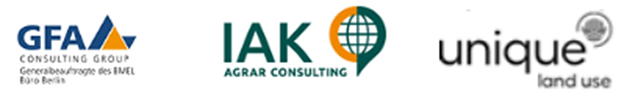 GFA
CONSULTING GROUP
Generalbeauftragte des BMEL
Büro Berlin
IAK
AGRAR CONSULTING
unique
land use